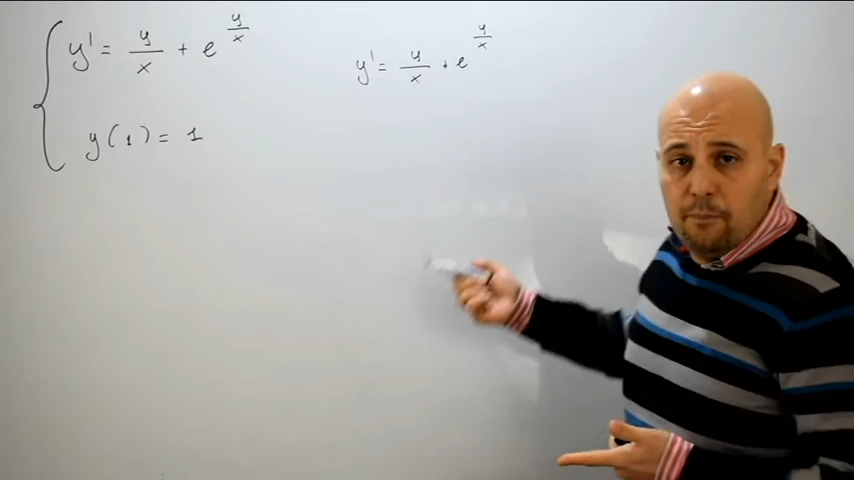 y' = y/x + e^(y/x)
y(1) = 1
y' = y/x + e^(y/x)